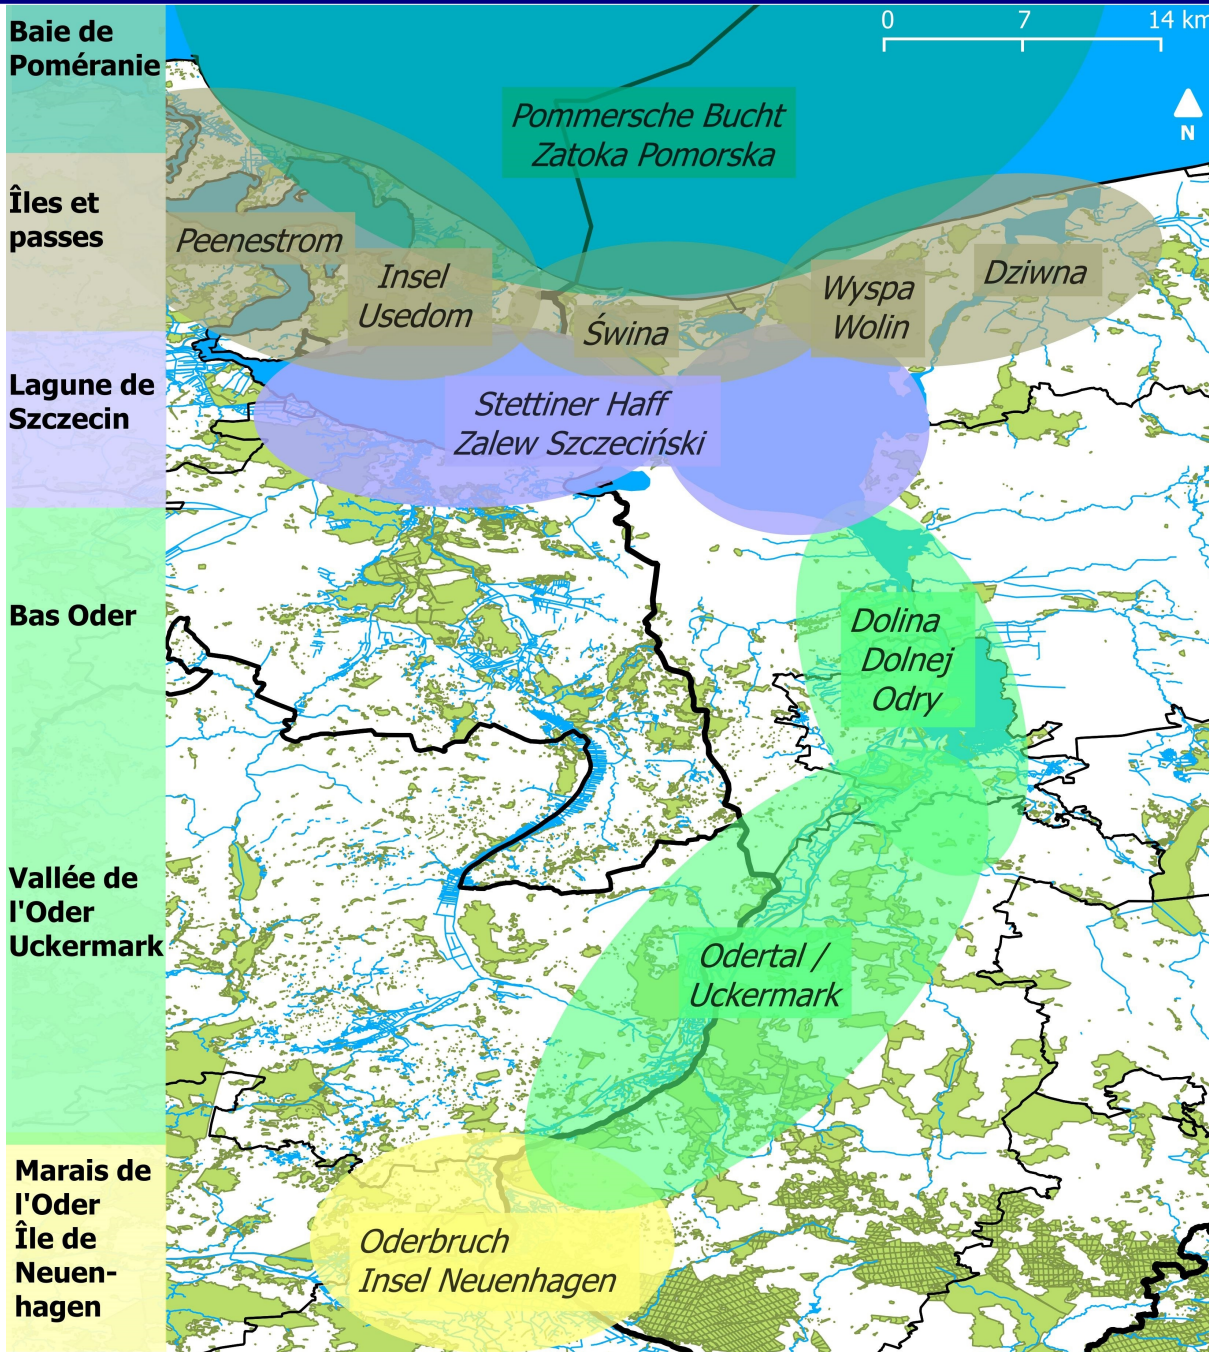 Baie de
Poméranie
0 7 14 km
N
Pommersche Bucht
Zatoka Pomorska
Îles et
passes
Peenestrom
Insel
Usedom
Świna
Wyspa
Wolin
Dziwna
Lagune de
Szczecin
Stettiner Haff
Zalew Szczeciński
Bas Oder
Dolina
Dolnej
Odry
Vallée de
l'Oder
Uckermark
Odertal /
Uckermark
Marais de
l'Oder
Île de
Neuen-
hagen
Oderbruch
Insel Neuenhagen